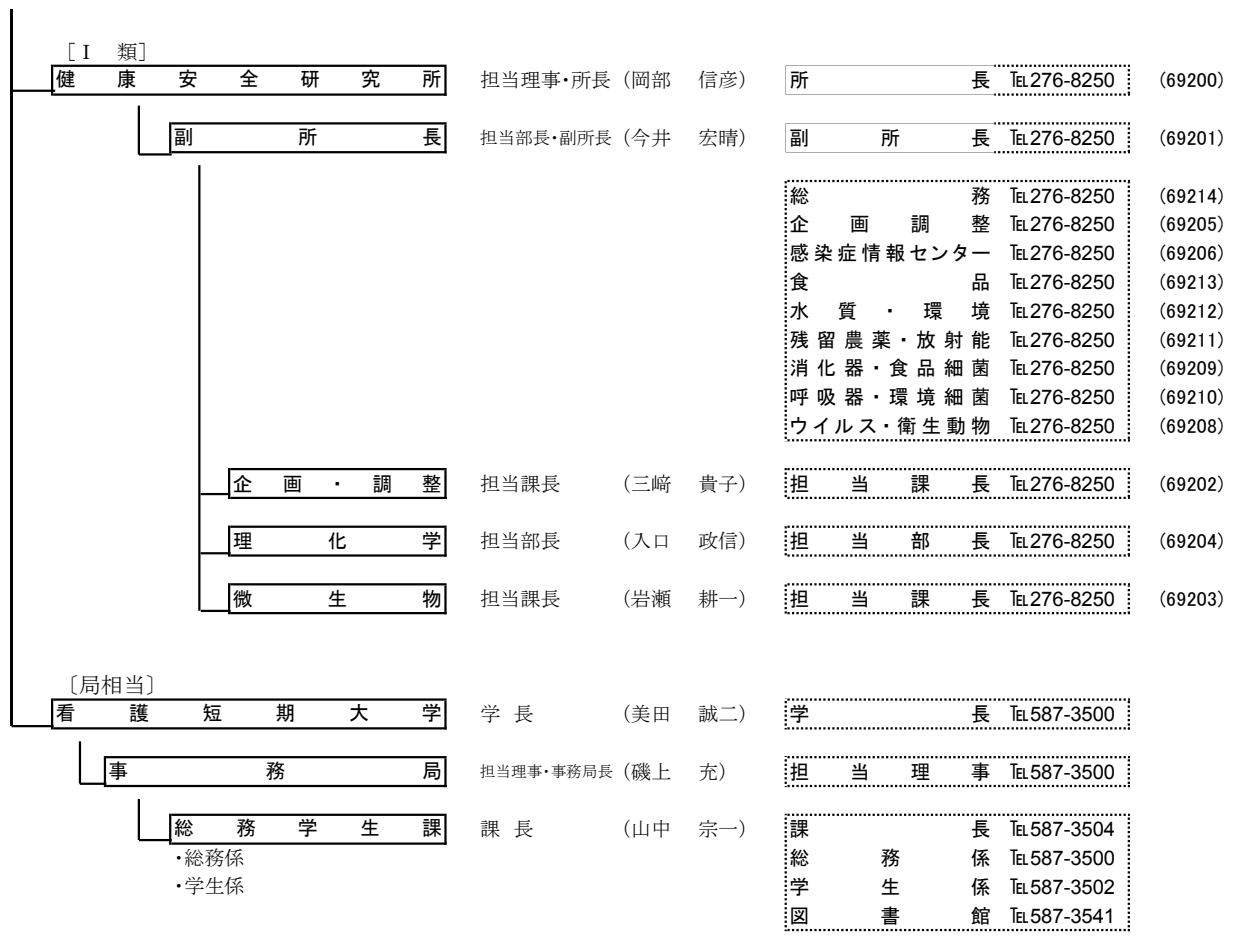 ［Ⅰ 類］
健康安全研究所 担当理事・所長（岡部 信彦） 所長 ℡276-8250 (69200)
副所長 担当部長・副所長（今井 宏晴） 副所長 ℡276-8250 (69201)
総務 ℡276-8250 (69214)
企画調整 ℡276-8250 (69205)
感染症情報センター ℡276-8250 (69206)
食品 ℡276-8250 (69213)
水質・環境 ℡276-8250 (69212)
残留農薬・放射能 ℡276-8250 (69211)
消化器・食品細菌 ℡276-8250 (69209)
呼吸器・環境細菌 ℡276-8250 (69210)
ウイルス・衛生動物 ℡276-8250 (69208)
企画・調整 担当課長 （三﨑 貴子） 担当課長 ℡276-8250 (69202)
理化学 担当部長 （入口 政信） 担当部長 ℡276-8250 (69204)
微生物 担当課長 （岩瀬 耕一） 担当課長 ℡276-8250 (69203)
〔局相当〕
看護短期大学 学長 （美田 誠二） 学長 ℡587-3500
事務局 担当理事・事務局長（磯上 充） 担当理事 ℡587-3500
総務学生課 課長 （山中 宗一） 課長 ℡587-3504
・総務係 総務係 ℡587-3500
・学生係 学生係 ℡587-3502
図書館 ℡587-3541